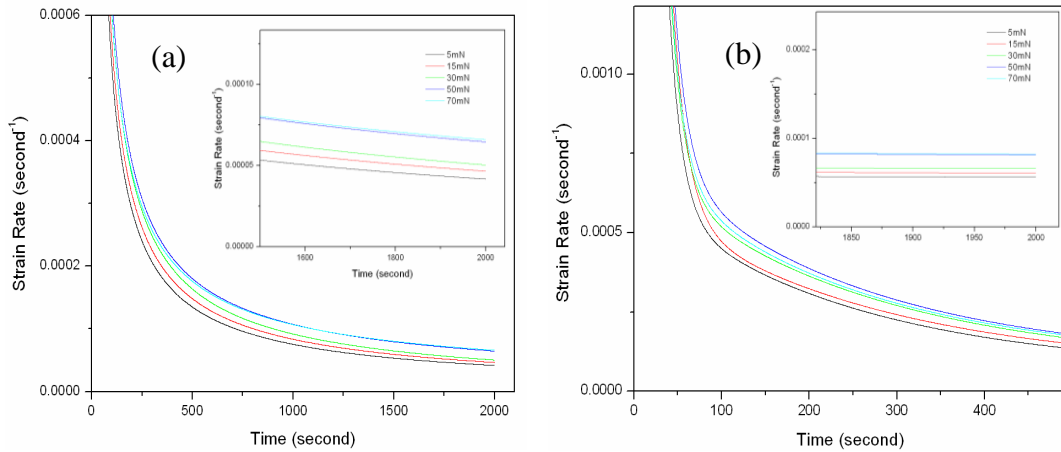 (a)
Strain Rate (second⁻¹)
0.0006
0.0004
0.0002
0.0000
0
500
1000
1500
2000
Time (second)
5mN
15mN
30mN
50mN
70mN
Strain Rate (second⁻¹)
0.00010
0.00005
0.00000
1600
1800
2000
Time (second)
(b)
Strain Rate (second⁻¹)
0.0010
0.0005
0.0000
0
100
200
300
400
Time (second)
5mN
15mN
30mN
50mN
70mN
Strain Rate (second⁻¹)
0.0002
0.0001
0.0000
1850
1900
1950
2000
Time (second)